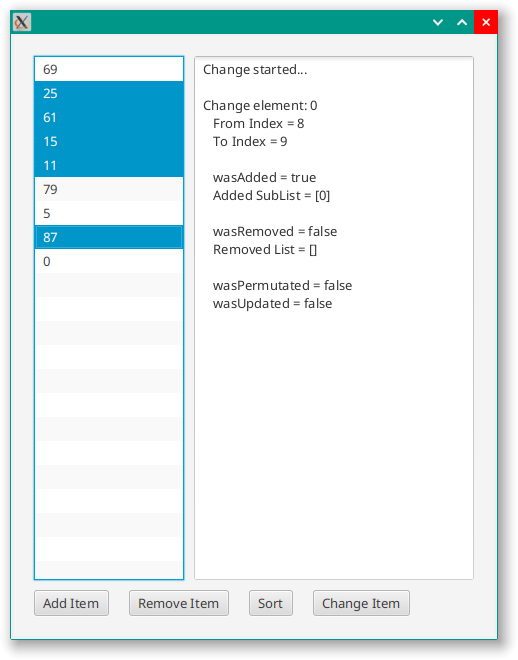 69
25
61
15
11
79
5
87
0
Change started...
Change element: 0
From Index = 8
To Index = 9
wasAdded = true
Added SubList = [0]
wasRemoved = false
Removed List = []
wasPermutated = false
wasUpdated = false
Add Item
Remove Item
Sort
Change Item